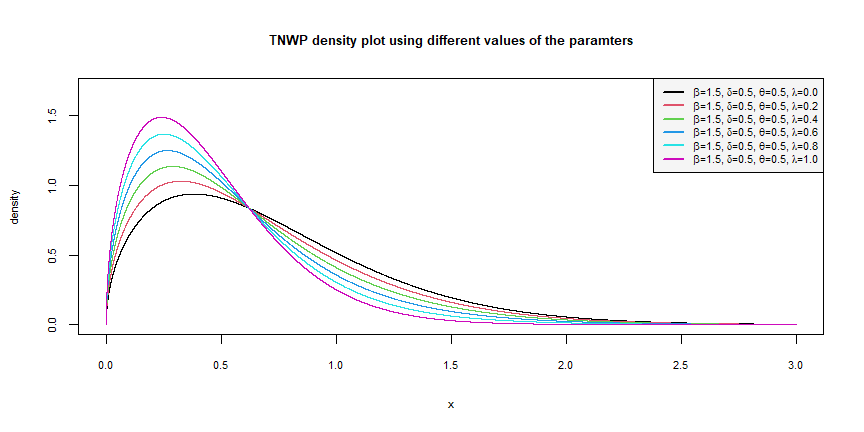 TNWP density plot using different values of the paramters
β=1.5, δ=0.5, θ=0.5, λ=0.0
β=1.5, δ=0.5, θ=0.5, λ=0.2
β=1.5, δ=0.5, θ=0.5, λ=0.4
β=1.5, δ=0.5, θ=0.5, λ=0.6
β=1.5, δ=0.5, θ=0.5, λ=0.8
β=1.5, δ=0.5, θ=0.5, λ=1.0
1.5
1.0
0.5
0.0
density
0.0 0.5 1.0 1.5 2.0 2.5 3.0
x